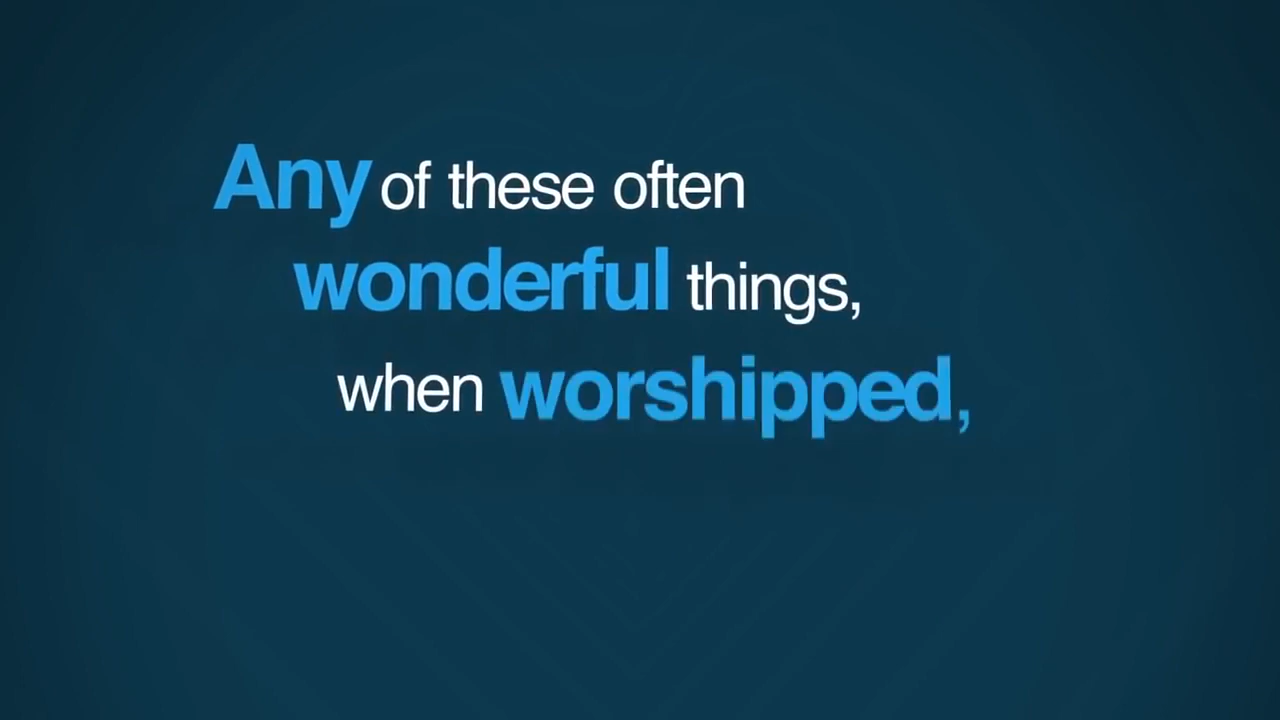 Any of these often
wonderful things,
when worshipped,